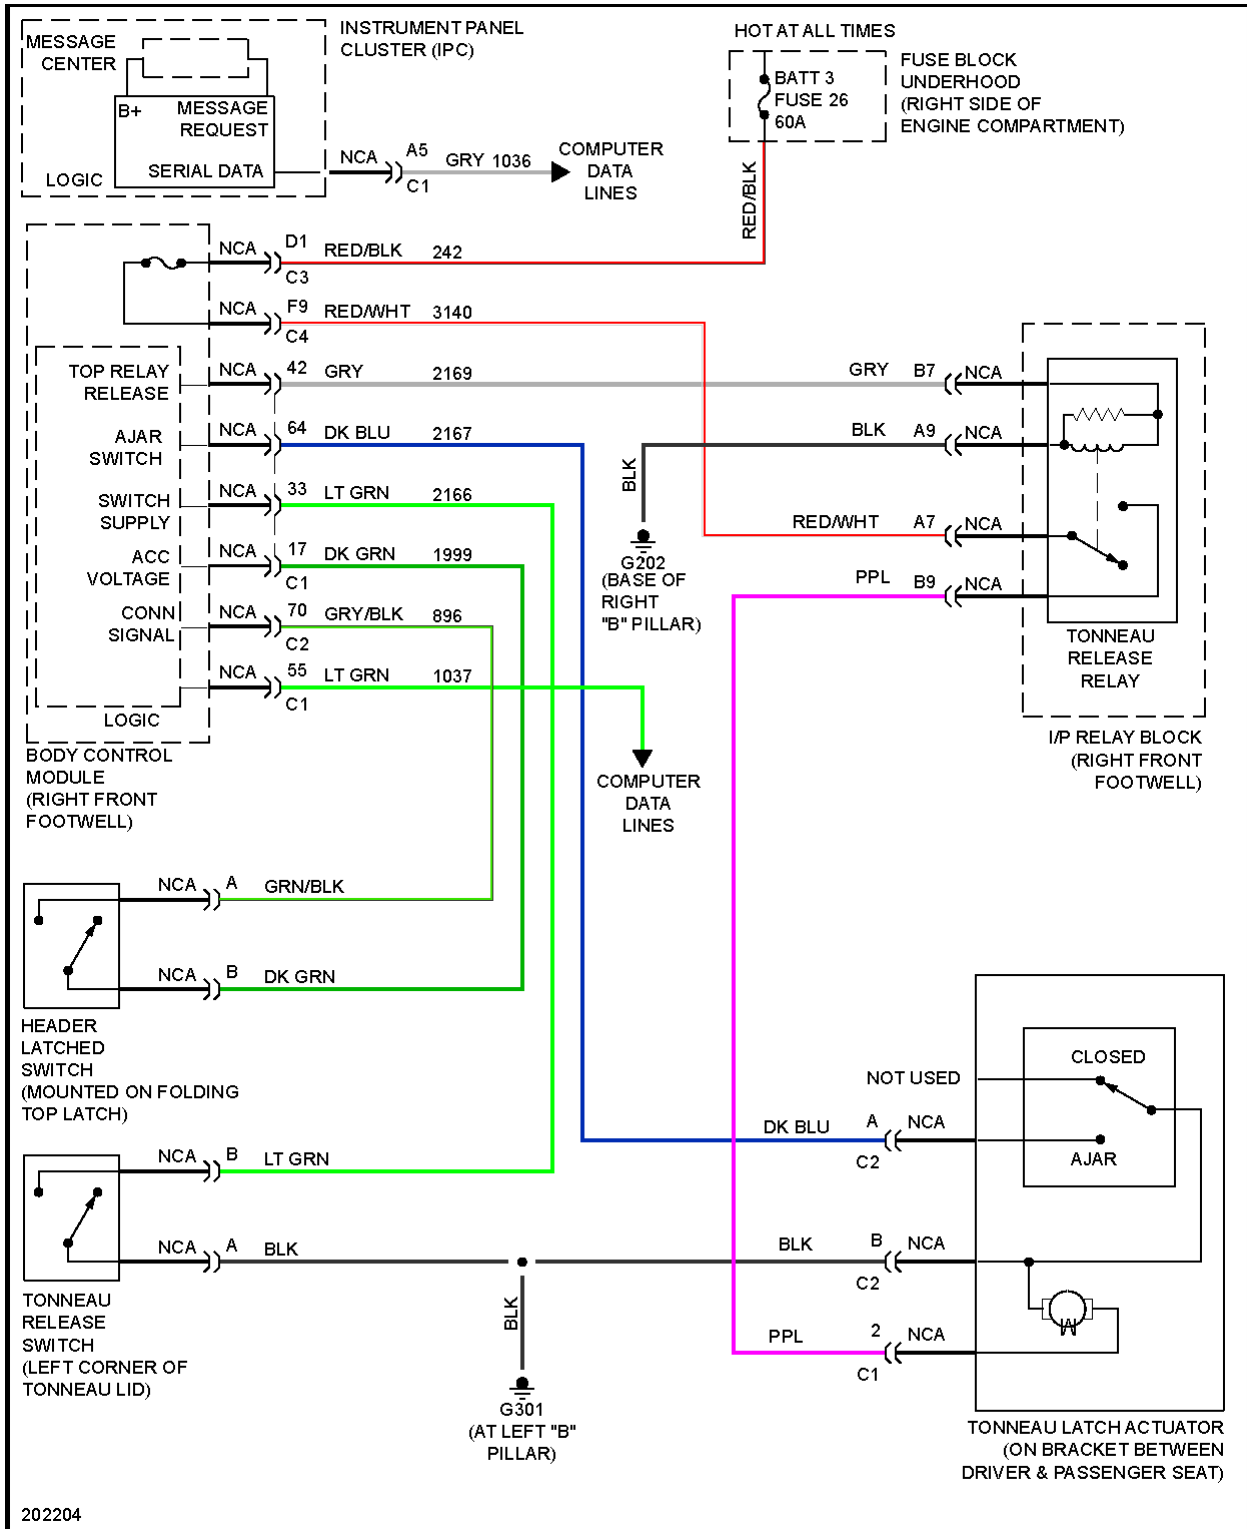 INSTRUMENT PANEL
CLUSTER (IPC)
MESSAGE
CENTER
B+
MESSAGE
REQUEST
SERIAL DATA
LOGIC
NCA
A5
C1
GRY 1036
COMPUTER
DATA
LINES
HOT AT ALL TIMES
BATT 3
FUSE 26
60A
FUSE BLOCK
UNDERHOOD
(RIGHT SIDE OF
ENGINE COMPARTMENT)
RED/BLK
NCA D1 RED/BLK 242
C3
NCA F9 RED/WHT 3140
C4
TOP RELAY
RELEASE
NCA 42 GRY 2169
GRY B7 NCA
AJAR
SWITCH
NCA 64 DK BLU 2167
BLK A9 NCA
BLK
SWITCH
SUPPLY
NCA 33 LT GRN 2166
RED/WHT A7 NCA
G202
(BASE OF
RIGHT
"B" PILLAR)
ACC
VOLTAGE
NCA 17 DK GRN 1999
C1
PPL B9 NCA
CONN
SIGNAL
NCA 70 GRY/BLK 896
C2
NCA 55 LT GRN 1037
C1
LOGIC
BODY CONTROL
MODULE
(RIGHT FRONT
FOOTWELL)
COMPUTER
DATA
LINES
TONNEAU
RELEASE
RELAY
I/P RELAY BLOCK
(RIGHT FRONT
FOOTWELL)
NCA A GRN/BLK
NCA B DK GRN
HEADER
LATCHED
SWITCH
(MOUNTED ON FOLDING
TOP LATCH)
NCA B LT GRN
NCA A BLK
TONNEAU
RELEASE
SWITCH
(LEFT CORNER OF
TONNEAU LID)
BLK
G301
(AT LEFT "B"
PILLAR)
CLOSED
NOT USED
DK BLU A NCA
C2
AJAR
BLK B NCA
C2
PPL 2 NCA
C1
TONNEAU LATCH ACTUATOR
(ON BRACKET BETWEEN
DRIVER & PASSENGER SEAT)
202204